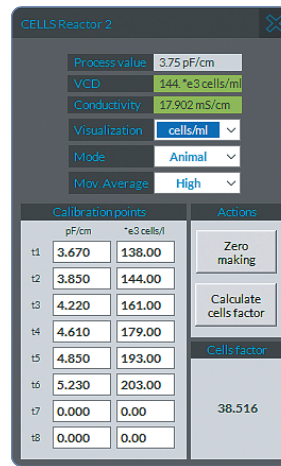 CELLS Reactor 2
Process value 3.75 pF/cm
VCD 144.*e3 cells/ml
Conductivity 17.902 mS/cm
Visualization cells/ml
Mode Animal
Mov. Average High
Calibration points
pF/cm *e3 cells/l
t1 3.670 138.00
t2 3.850 144.00
t3 4.220 161.00
t4 4.610 179.00
t5 4.850 193.00
t6 5.230 203.00
t7 0.000 0.00
t8 0.000 0.00
Actions
Zero
making
Calculate
cells factor
Cells factor
38.516